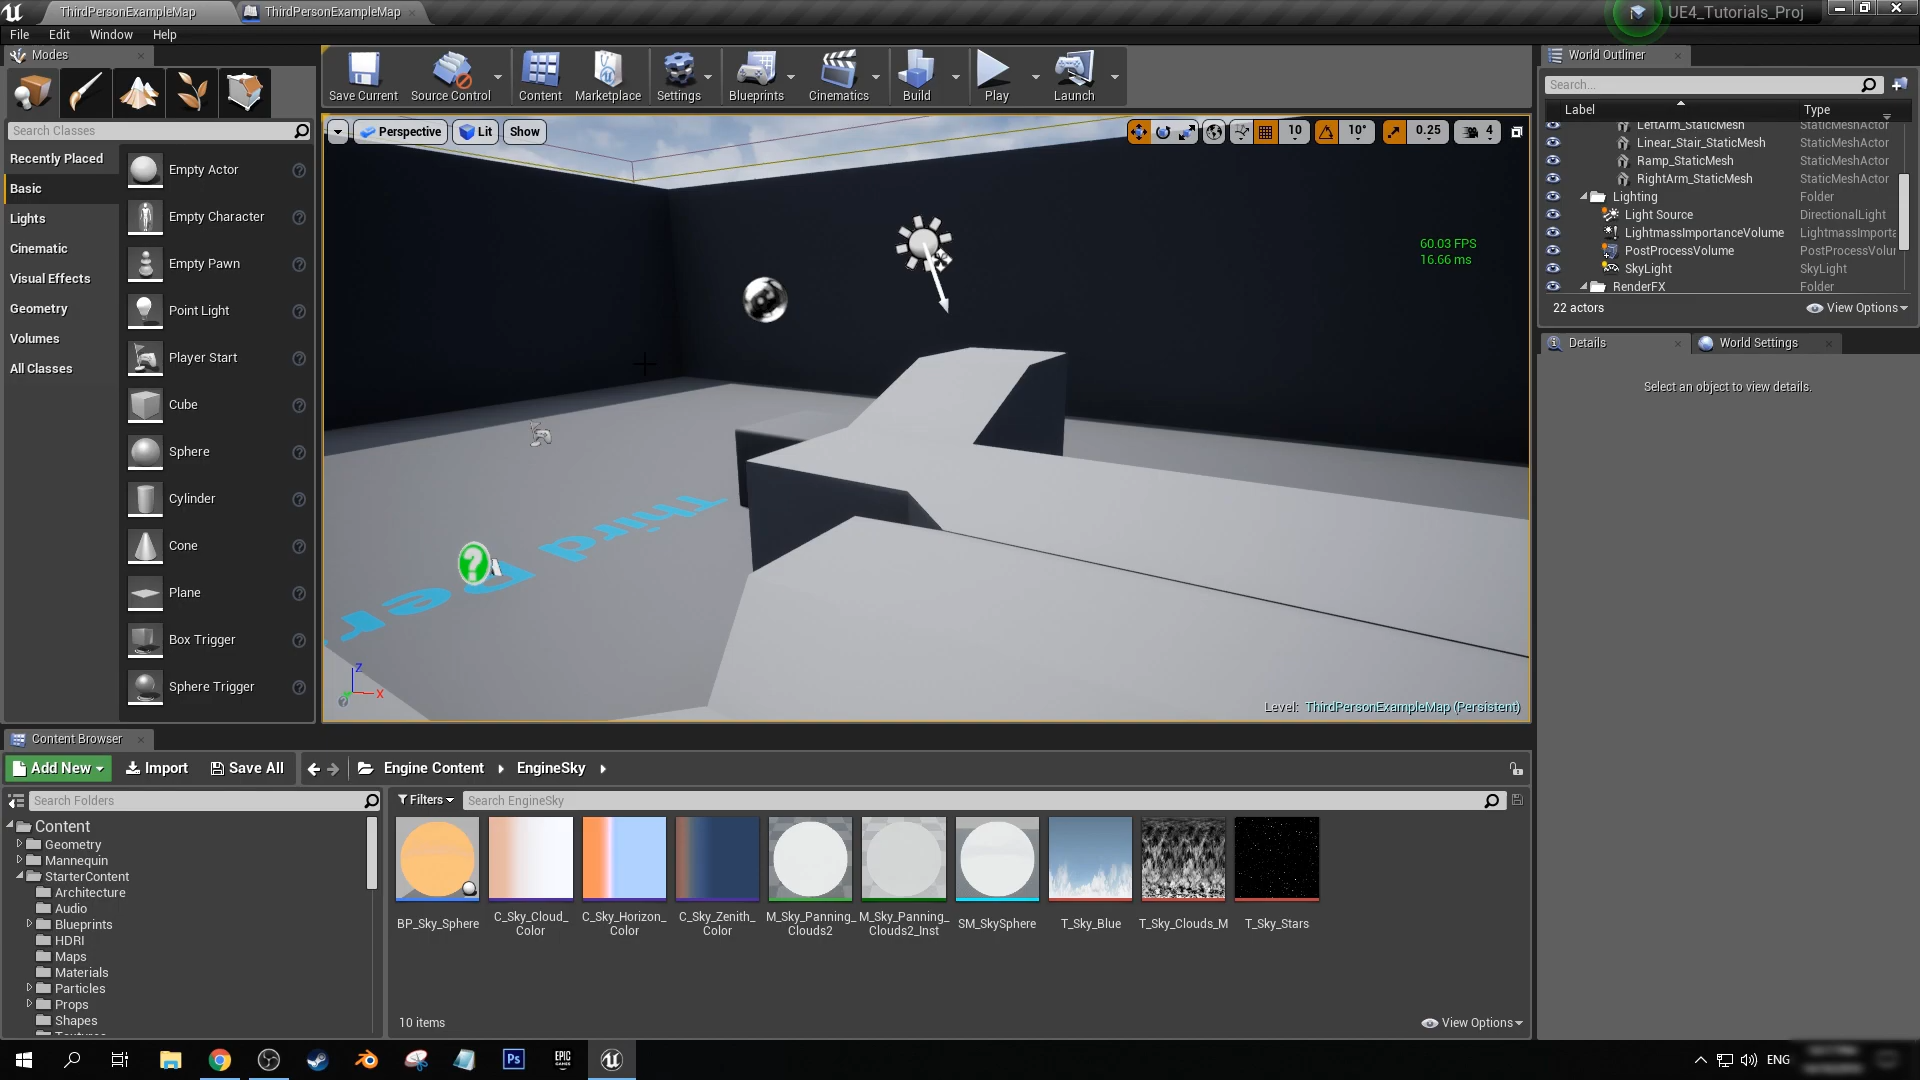 ThirdPersonExampleMap
ThirdPersonExampleMap
UE4_Tutorials_Proj
File Edit Window Help
Modes
Search Classes
Recently Placed
Basic
Lights
Cinematic
Visual Effects
Geometry
Volumes
All Classes
Empty Actor
Empty Character
Empty Pawn
Point Light
Player Start
Cube
Sphere
Cylinder
Cone
Plane
Box Trigger
Sphere Trigger
Save Current
Source Control
Content
Marketplace
Settings
Blueprints
Cinematics
Build
Play
Launch
Perspective
Lit
Show
10
10°
0.25
4
60.03 FPS
16.66 ms
Third Per
Z
X
Level: ThirdPersonExampleMap (Persistent)
World Outliner
Search...
Label Type
LeftArm_StaticMesh StaticMeshActor
Linear_Stair_StaticMesh StaticMeshActor
Ramp_StaticMesh StaticMeshActor
RightArm_StaticMesh StaticMeshActor
Lighting Folder
Light Source DirectionalLight
LightmassImportanceVolume LightmassImporta
PostProcessVolume PostProcessVolu
SkyLight SkyLight
RenderFX Folder
22 actors
View Options
Details
World Settings
Select an object to view details.
Content Browser
Add New
Import
Save All
Engine Content
EngineSky
Search Folders
Content
Geometry
Mannequin
StarterContent
Architecture
Audio
Blueprints
HDRI
Maps
Materials
Particles
Props
Shapes
Filters
Search EngineSky
BP_Sky_Sphere
C_Sky_Cloud_
Color
C_Sky_Horizon_
Color
C_Sky_Zenith_
Color
M_Sky_Panning_
Clouds2
M_Sky_Panning_
Clouds2_Inst
SM_SkySphere
T_Sky_Blue
T_Sky_Clouds_M
T_Sky_Stars
10 items
View Options
Ps
EPIC
GAMES
ENG